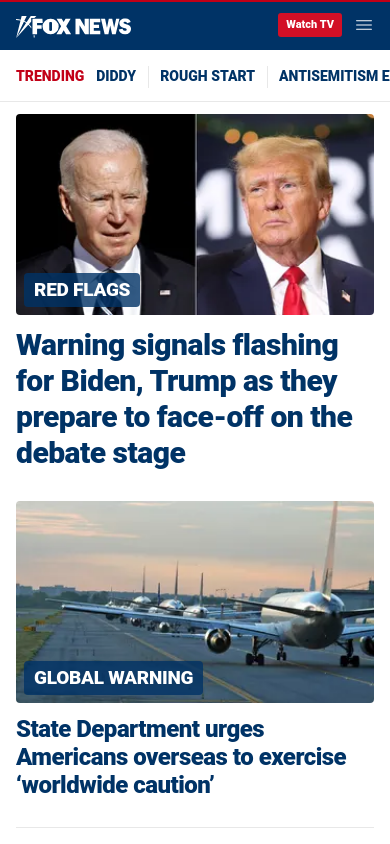 FOX NEWS
Watch TV
TRENDING DIDDY ROUGH START ANTISEMITISM E
RED FLAGS
Warning signals flashing
for Biden, Trump as they
prepare to face-off on the
debate stage
GLOBAL WARNING
State Department urges
Americans overseas to exercise
‘worldwide caution’